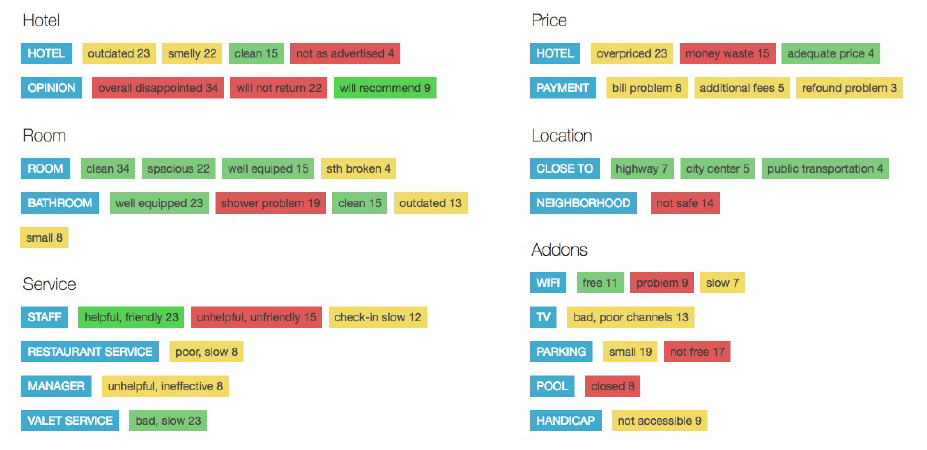 Hotel
HOTEL outdated 23 smelly 22 clean 15 not as advertised 4
OPINION overall disappointed 34 will not return 22 will recommend 9
Room
ROOM clean 34 spacious 22 well equiped 15 sth broken 4
BATHROOM well equipped 23 shower problem 19 clean 15 outdated 13
small 8
Service
STAFF helpful, friendly 23 unhelpful, unfriendly 15 check-in slow 12
RESTAURANT SERVICE poor, slow 8
MANAGER unhelpful, ineffective 8
VALET SERVICE bad, slow 23
Price
HOTEL overpriced 23 money waste 15 adequate price 4
PAYMENT bill problem 8 additional fees 5 refound problem 3
Location
CLOSE TO highway 7 city center 5 public transportation 4
NEIGHBORHOOD not safe 14
Addons
WIFI free 11 problem 9 slow 7
TV bad, poor channels 13
PARKING small 19 not free 17
POOL closed 8
HANDICAP not accessible 9